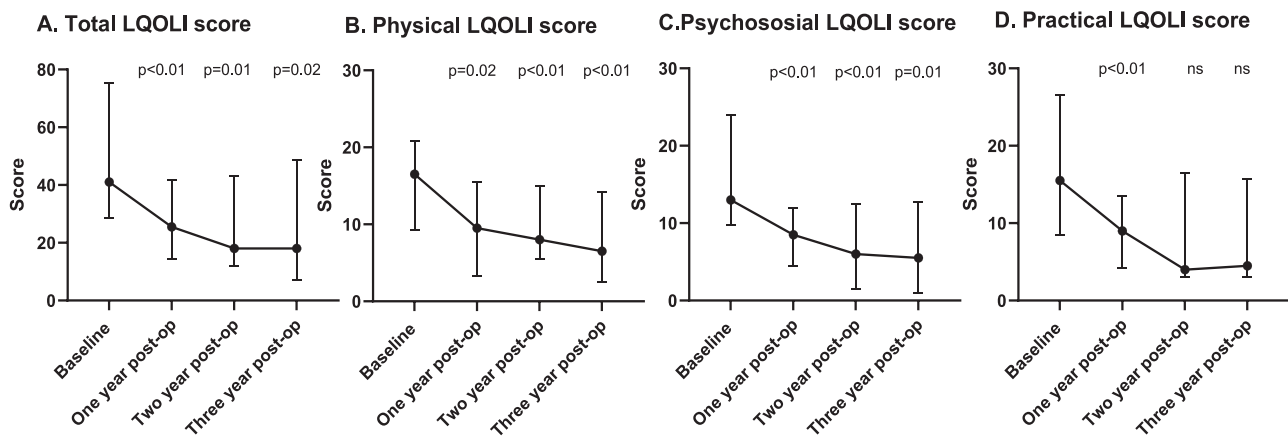 A. Total LQOLI score
p<0.01 p=0.01 p=0.02
80
60
40
20
0
Score
Baseline
One year post-op
Two year post-op
Three year post-op
B. Physical LQOLI score
p=0.02 p<0.01 p<0.01
30
20
10
0
Score
Baseline
One year post-op
Two year post-op
Three year post-op
C.Psychososial LQOLI score
p<0.01 p<0.01 p=0.01
30
20
10
0
Score
Baseline
One year post-op
Two year post-op
Three year post-op
D. Practical LQOLI score
p<0.01 ns ns
30
20
10
0
Score
Baseline
One year post-op
Two year post-op
Three year post-op